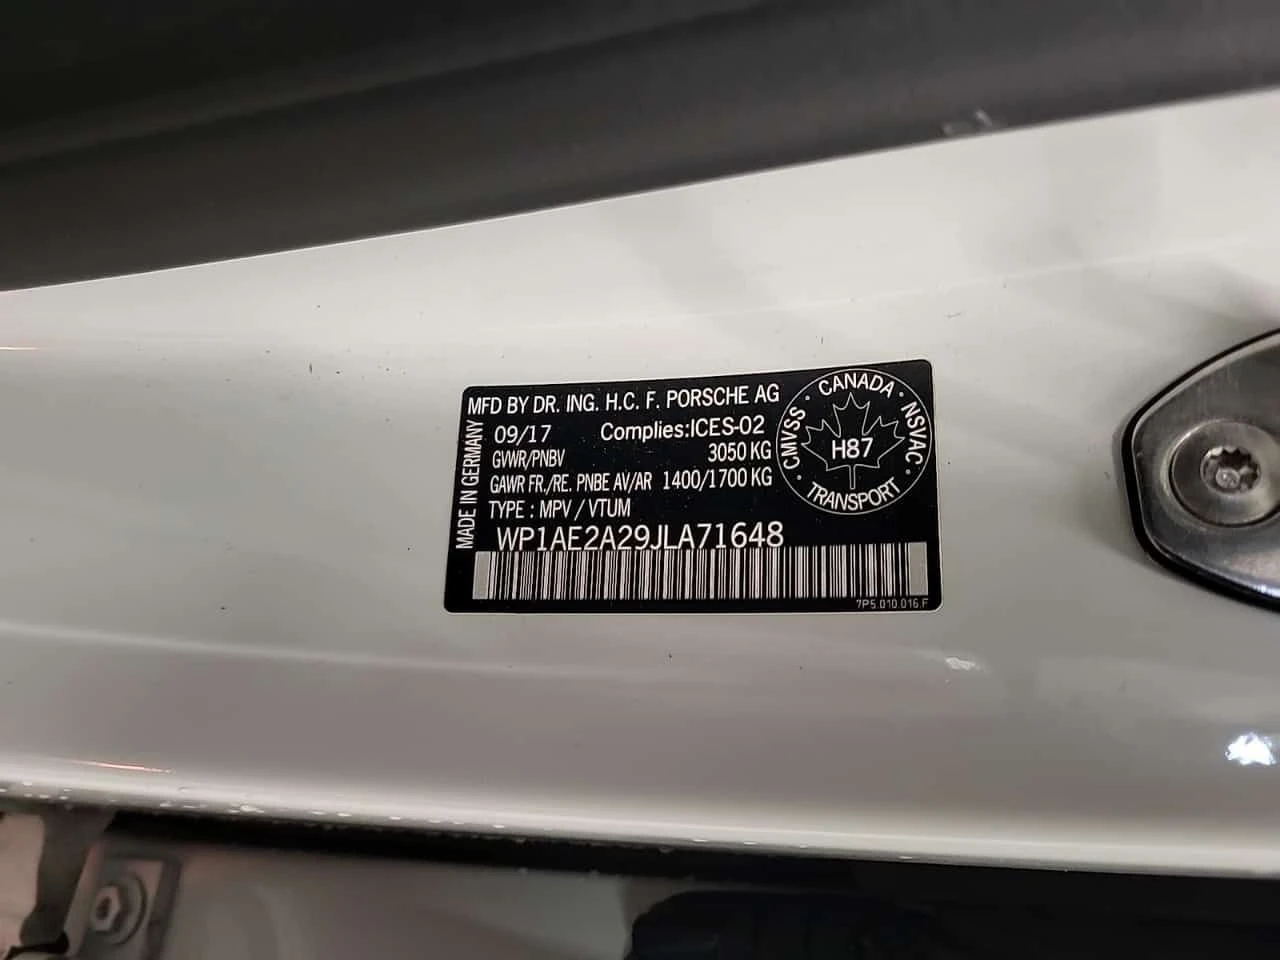 MFD BY DR. ING. H.C. F. PORSCHE AG
MADE IN GERMANY
09/17 Complies:ICES-02
GVWR/PNBV 3050 KG
GAWR FR./RE. PNBE AV/AR 1400/1700 KG
TYPE : MPV / VTUM
WP1AE2A29JLA71648
7P5.010.016.F
CANADA · NSVAC · TRANSPORT · CMVSS ·
H87